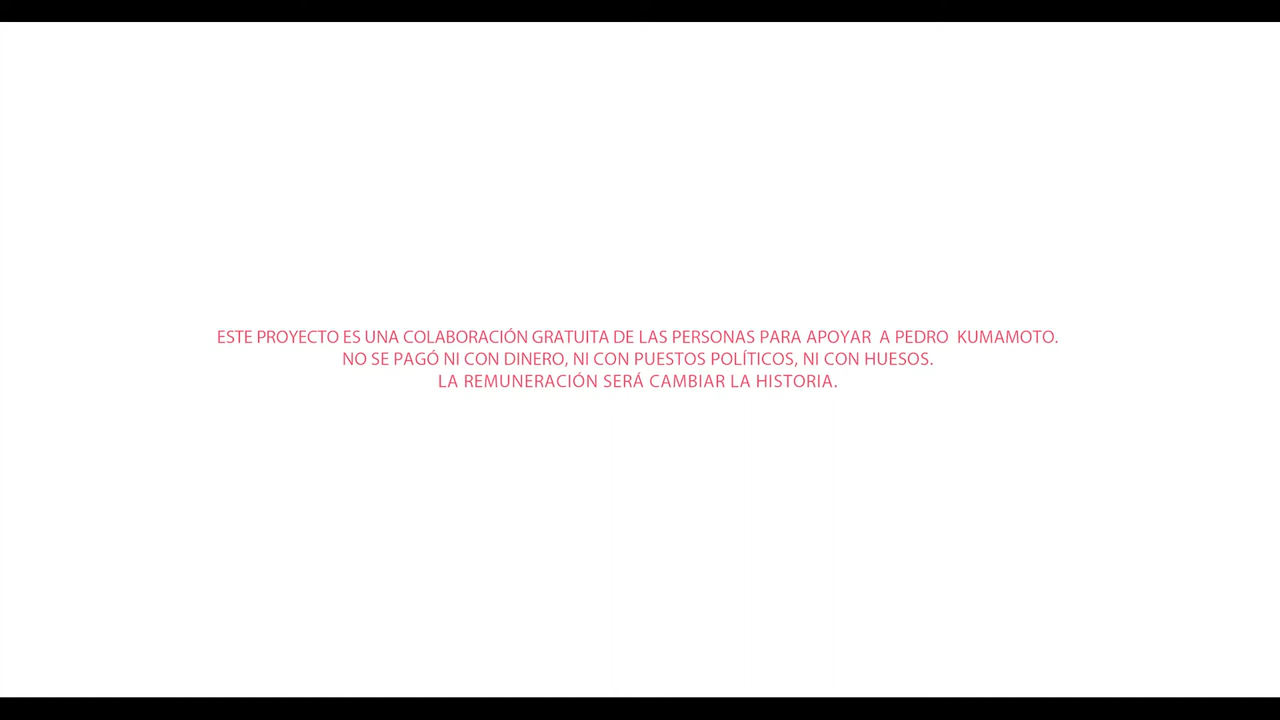 ESTE PROYECTO ES UNA COLABORACIÓN GRATUITA DE LAS PERSONAS PARA APOYAR A PEDRO KUMAMOTO.
NO SE PAGÓ NI CON DINERO, NI CON PUESTOS POLÍTICOS, NI CON HUESOS.
LA REMUNERACIÓN SERÁ CAMBIAR LA HISTORIA.